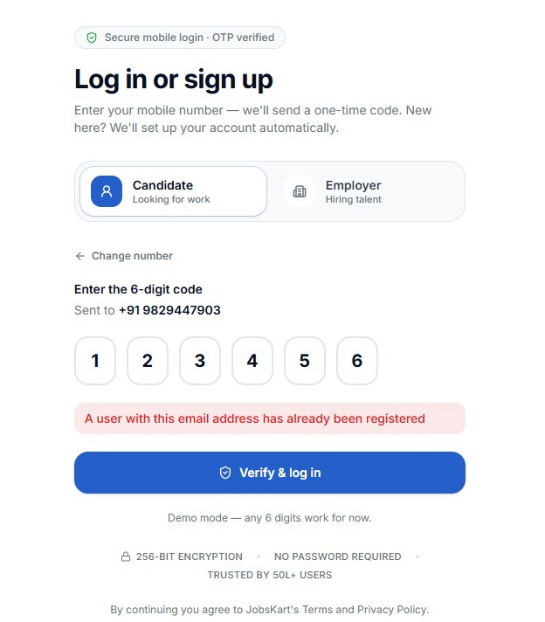 Secure mobile login · OTP verified
Log in or sign up
Enter your mobile number — we'll send a one-time code. New
here? We'll set up your account automatically.
Candidate
Looking for work
Employer
Hiring talent
← Change number
Enter the 6-digit code
Sent to +91 9829447903
1 2 3 4 5 6
A user with this email address has already been registered
Verify & log in
Demo mode — any 6 digits work for now.
256-BIT ENCRYPTION • NO PASSWORD REQUIRED •
TRUSTED BY 50L+ USERS
By continuing you agree to JobsKart's Terms and Privacy Policy.